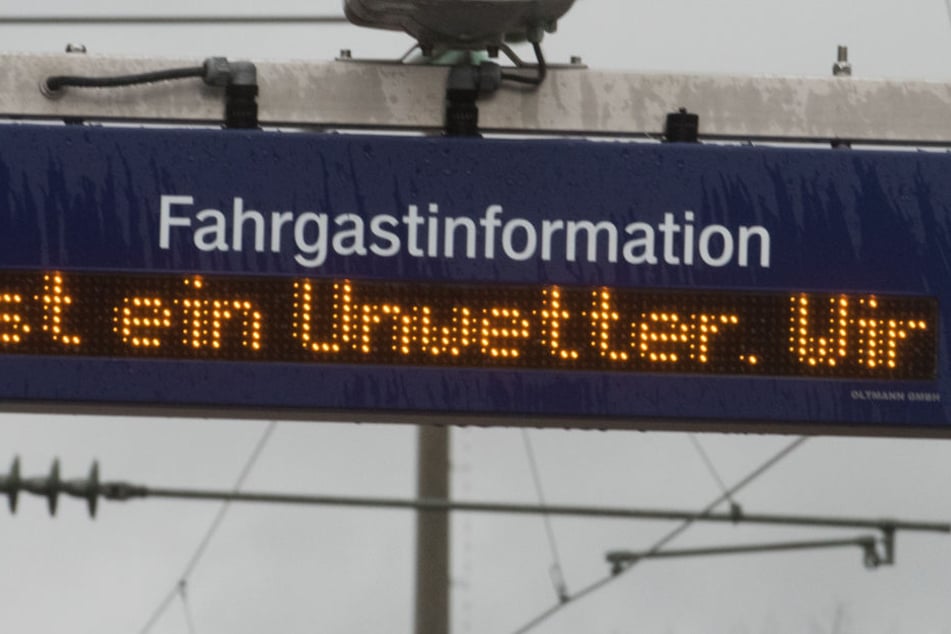 Fahrgastinformation
st ein Unwetter. Wir
OLTMANN GMBH